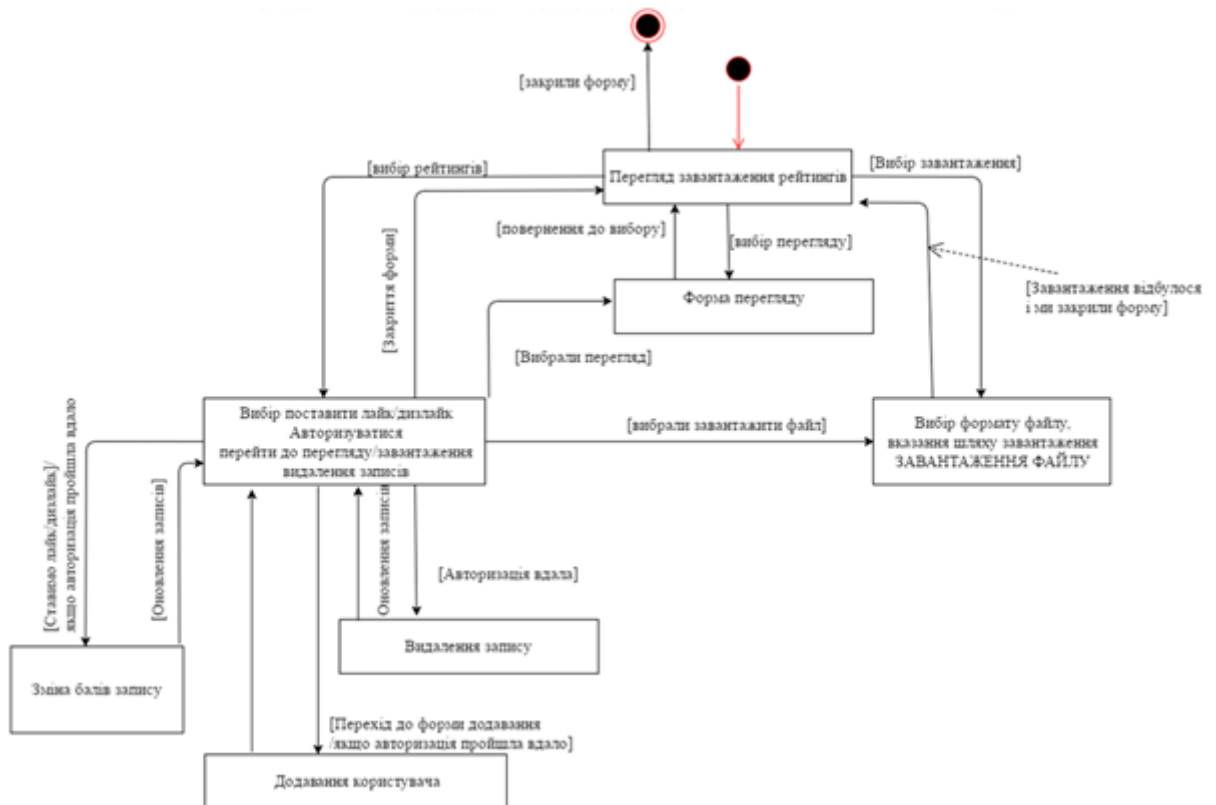 [закрили форму]
[вибір рейтингів]
Перегляд завантаження рейтингів
[Вибір завантаження]
[повернення до вибору]
[вибір перегляду]
[Закриття форми]
Форма перегляду
[Завантаження відбулося
і ми закрили форму]
[Вибрали перегляд]
Вибір поставити лайк/дизлайк
Авторизуватися
перейти до перегляду/завантаження
видалення записів
[вибрали завантажити файл]
Вибір формату файлу,
вказання шляху завантаження
ЗАВАНТАЖЕННЯ ФАЙЛУ
[Ставимо лайк/дизлайк]/
якщо авторизація пройшла вдало
[Оновлення записів]
Оновлення записів
[Авторизація вдала]
Видалення запису
Зміна балів запису
[Перехід до форми додавання
/якщо авторизація пройшла вдало]
Додавання користувача